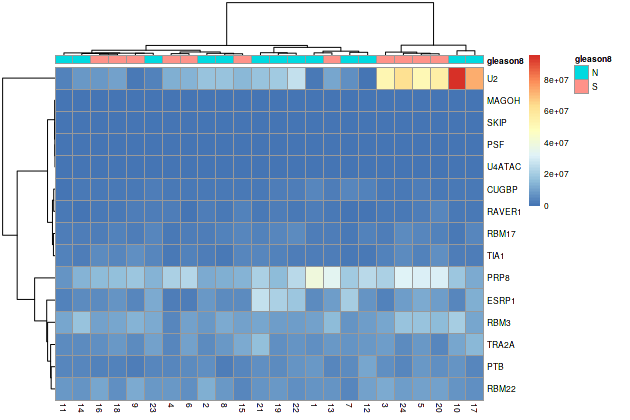 gleason8
gleason8
U2
N
8e+07
MAGOH
S
6e+07
SKIP
PSF
4e+07
U4ATAC
2e+07
CUGBP
0
RAVER1
RBM17
TIA1
PRP8
ESRP1
RBM3
TRA2A
PTB
RBM22
11 14 16 18 9 23 4 6 2 8 15 21 19 22 1 13 7 12 3 24 5 20 10 17